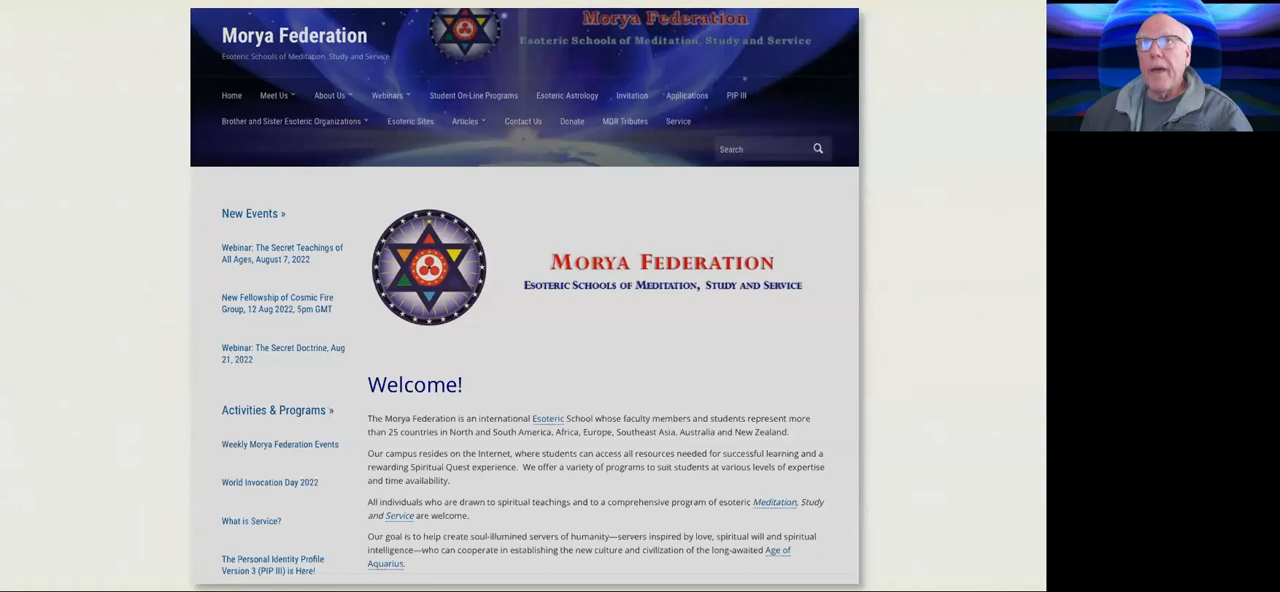 Morya Federation
Esoteric Schools of Meditation, Study and Service
Morya Federation
Esoteric Schools of Meditation, Study and Service
Home Meet Us About Us Webinars Student On-Line Programs Esoteric Astrology Invitation Applications PIP III
Brother and Sister Esoteric Organizations Esoteric Sites Articles Contact Us Donate MDR Tributes Service
Search
New Events »
Webinar: The Secret Teachings of
All Ages, August 7, 2022
New Fellowship of Cosmic Fire
Group, 12 Aug 2022, 5pm GMT
Webinar: The Secret Doctrine, Aug
21, 2022
Activities & Programs »
Weekly Morya Federation Events
World Invocation Day 2022
What is Service?
The Personal Identity Profile
Version 3 (PIP III) is Here!
Morya Federation
Esoteric Schools of Meditation, Study and Service
Welcome!
The Morya Federation is an international Esoteric School whose faculty members and students represent more
than 25 countries in North and South America, Africa, Europe, Southeast Asia, Australia and New Zealand.
Our campus resides on the Internet, where students can access all resources needed for successful learning and a
rewarding Spiritual Quest experience. We offer a variety of programs to suit students at various levels of expertise
and time availability.
All individuals who are drawn to spiritual teachings and to a comprehensive program of esoteric Meditation, Study
and Service are welcome.
Our goal is to help create soul-illumined servers of humanity—servers inspired by love, spiritual will and spiritual
intelligence—who can cooperate in establishing the new culture and civilization of the long-awaited Age of
Aquarius.